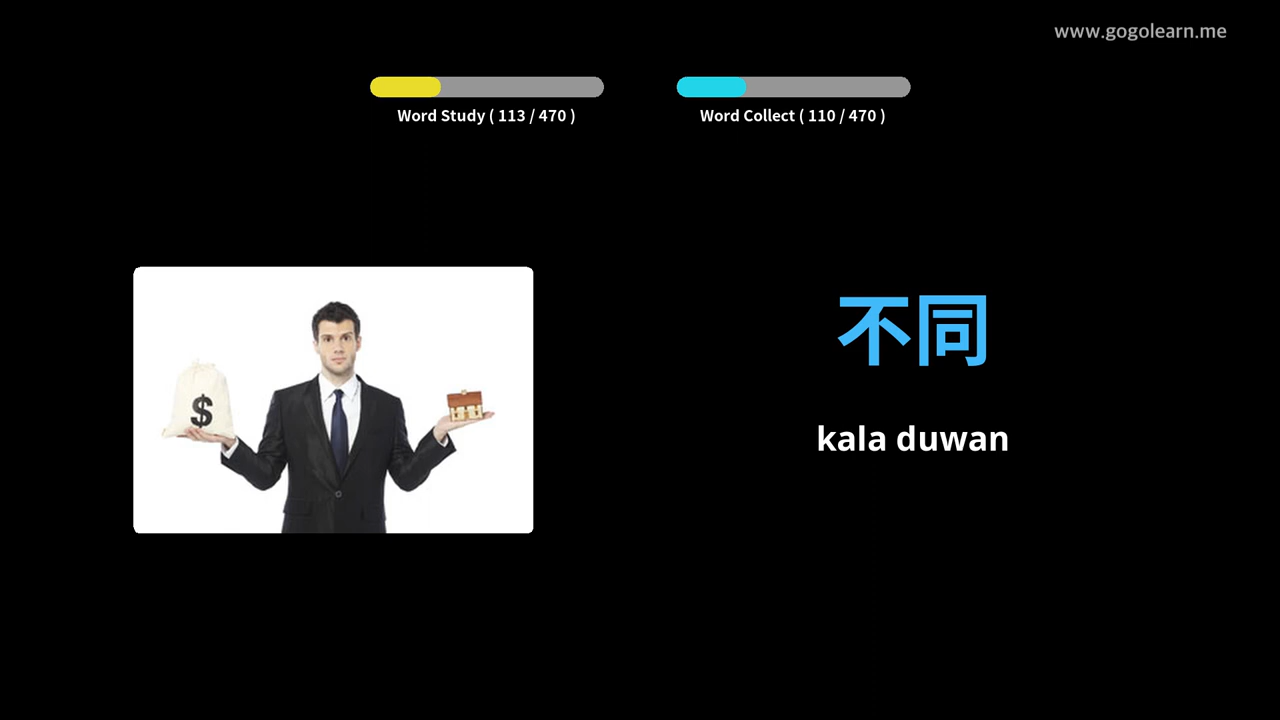 www.gogolearn.me
Word Study ( 113 / 470 )
Word Collect ( 110 / 470 )
$
不同
kala duwan